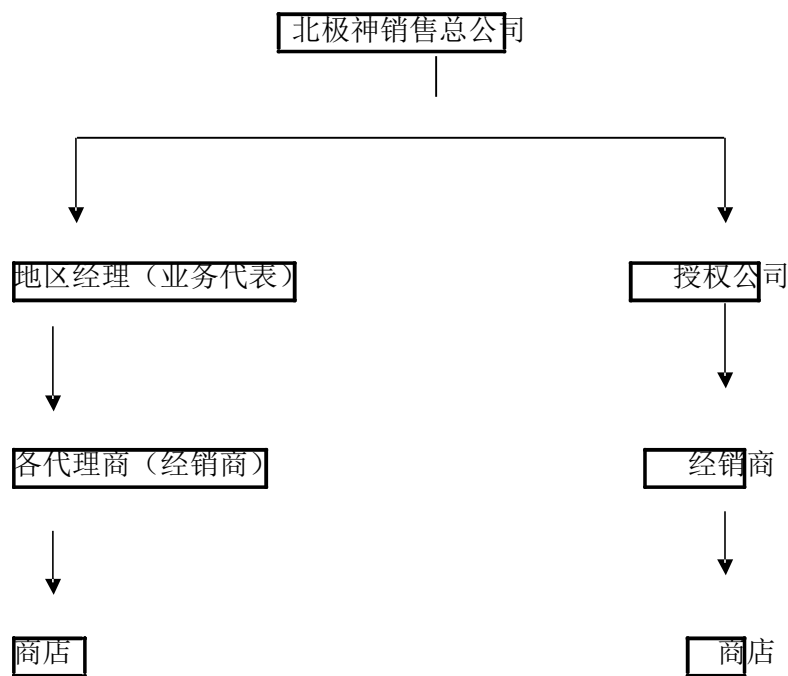 北极神销售总公司
地区经理（业务代表）
授权公司
各代理商（经销商）
经销商
商店
商店